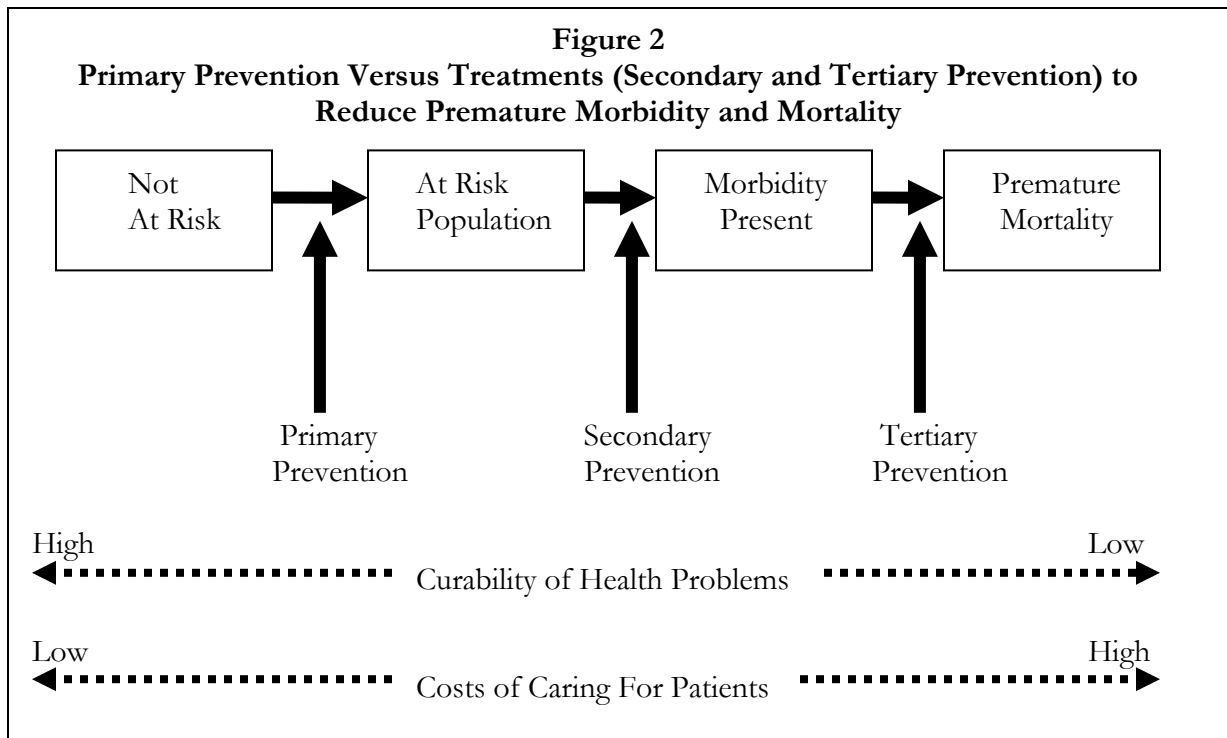 Figure 2
Primary Prevention Versus Treatments (Secondary and Tertiary Prevention) to
Reduce Premature Morbidity and Mortality
Not
At Risk
At Risk
Population
Morbidity
Present
Premature
Mortality
Primary
Prevention
Secondary
Prevention
Tertiary
Prevention
High
Low
Curability of Health Problems
Low
High
Costs of Caring For Patients